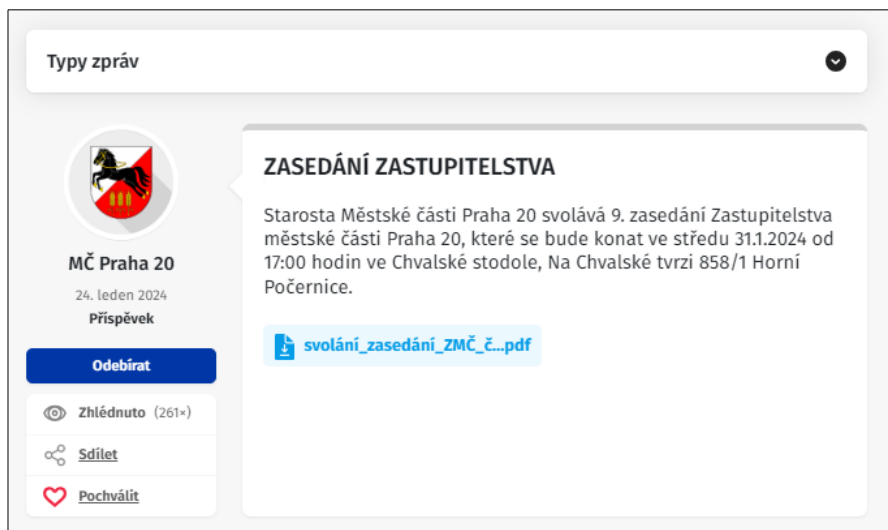 Typy zpráv
MČ Praha 20
24. leden 2024
Příspěvek
Odebírat
Zhlédnuto (261×)
Sdílet
Pochválit
ZASEDÁNÍ ZASTUPITELSTVA
Starosta Městské části Praha 20 svolává 9. zasedání Zastupitelstva
městské části Praha 20, které se bude konat ve středu 31.1.2024 od
17:00 hodin ve Chvalské stodole, Na Chvalské tvrzi 858/1 Horní
Počernice.
svolání_zasedání_ZMČ_č...pdf